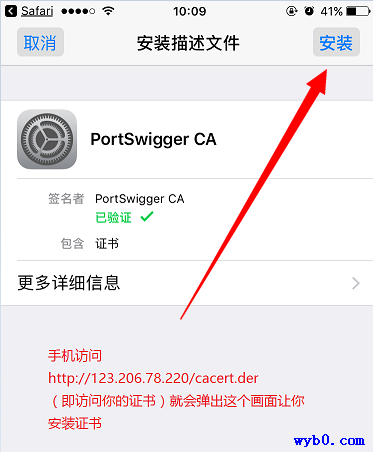 Safari 10:09 41%
取消 安装描述文件 安装
PortSwigger CA
签名者 PortSwigger CA
已验证
包含 证书
更多详细信息
手机访问
http://123.206.78.220/cacert.der
（即访问你的证书）就会弹出这个画面让你
安装证书
wyb0.com